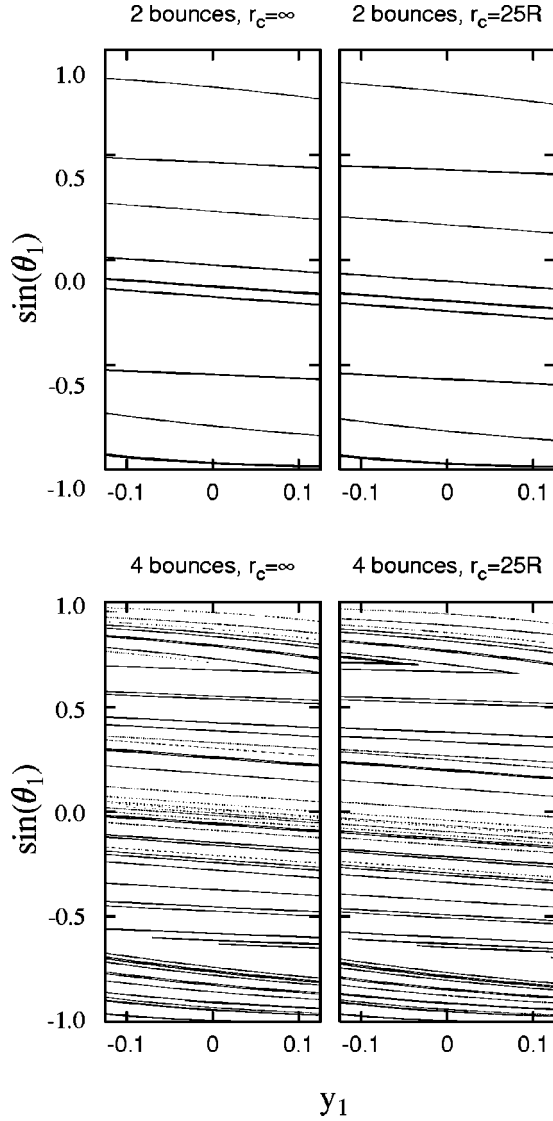 2 bounces, r_c=∞
2 bounces, r_c=25R
1.0
0.5
0.0
-0.5
-1.0
sin(θ_1)
-0.1 0 0.1
-0.1 0 0.1
4 bounces, r_c=∞
4 bounces, r_c=25R
1.0
0.5
0.0
-0.5
-1.0
sin(θ_1)
-0.1 0 0.1
-0.1 0 0.1
y_1